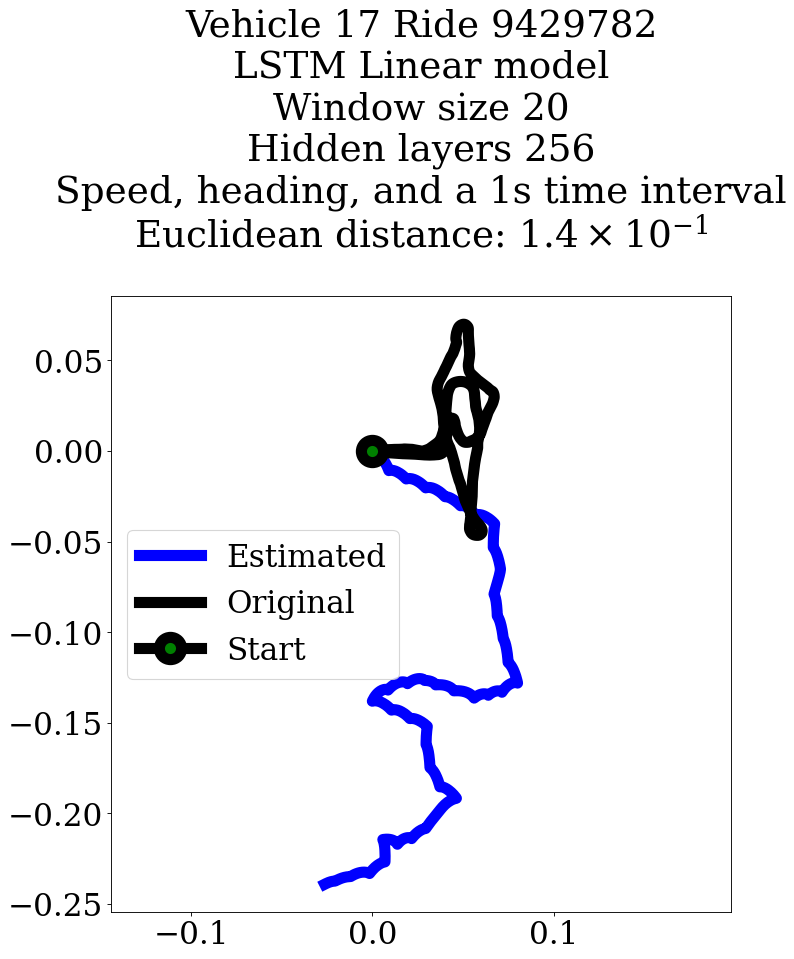 Vehicle 17 Ride 9429782
LSTM Linear model
Window size 20
Hidden layers 256
Speed, heading, and a 1s time interval
Euclidean distance: 1.4 × 10⁻¹
0.05
0.00
−0.05
−0.10
−0.15
−0.20
−0.25
Estimated
Original
Start
−0.1
0.0
0.1